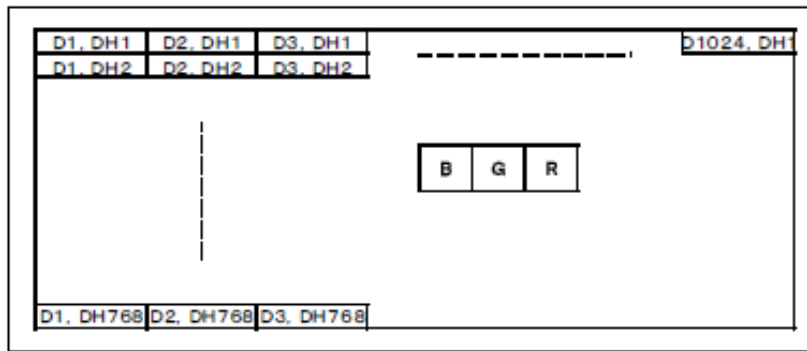 D1, DH1 D2, DH1 D3, DH1 D1024, DH1
D1, DH2 D2, DH2 D3, DH2
B G R
D1, DH768 D2, DH768 D3, DH768